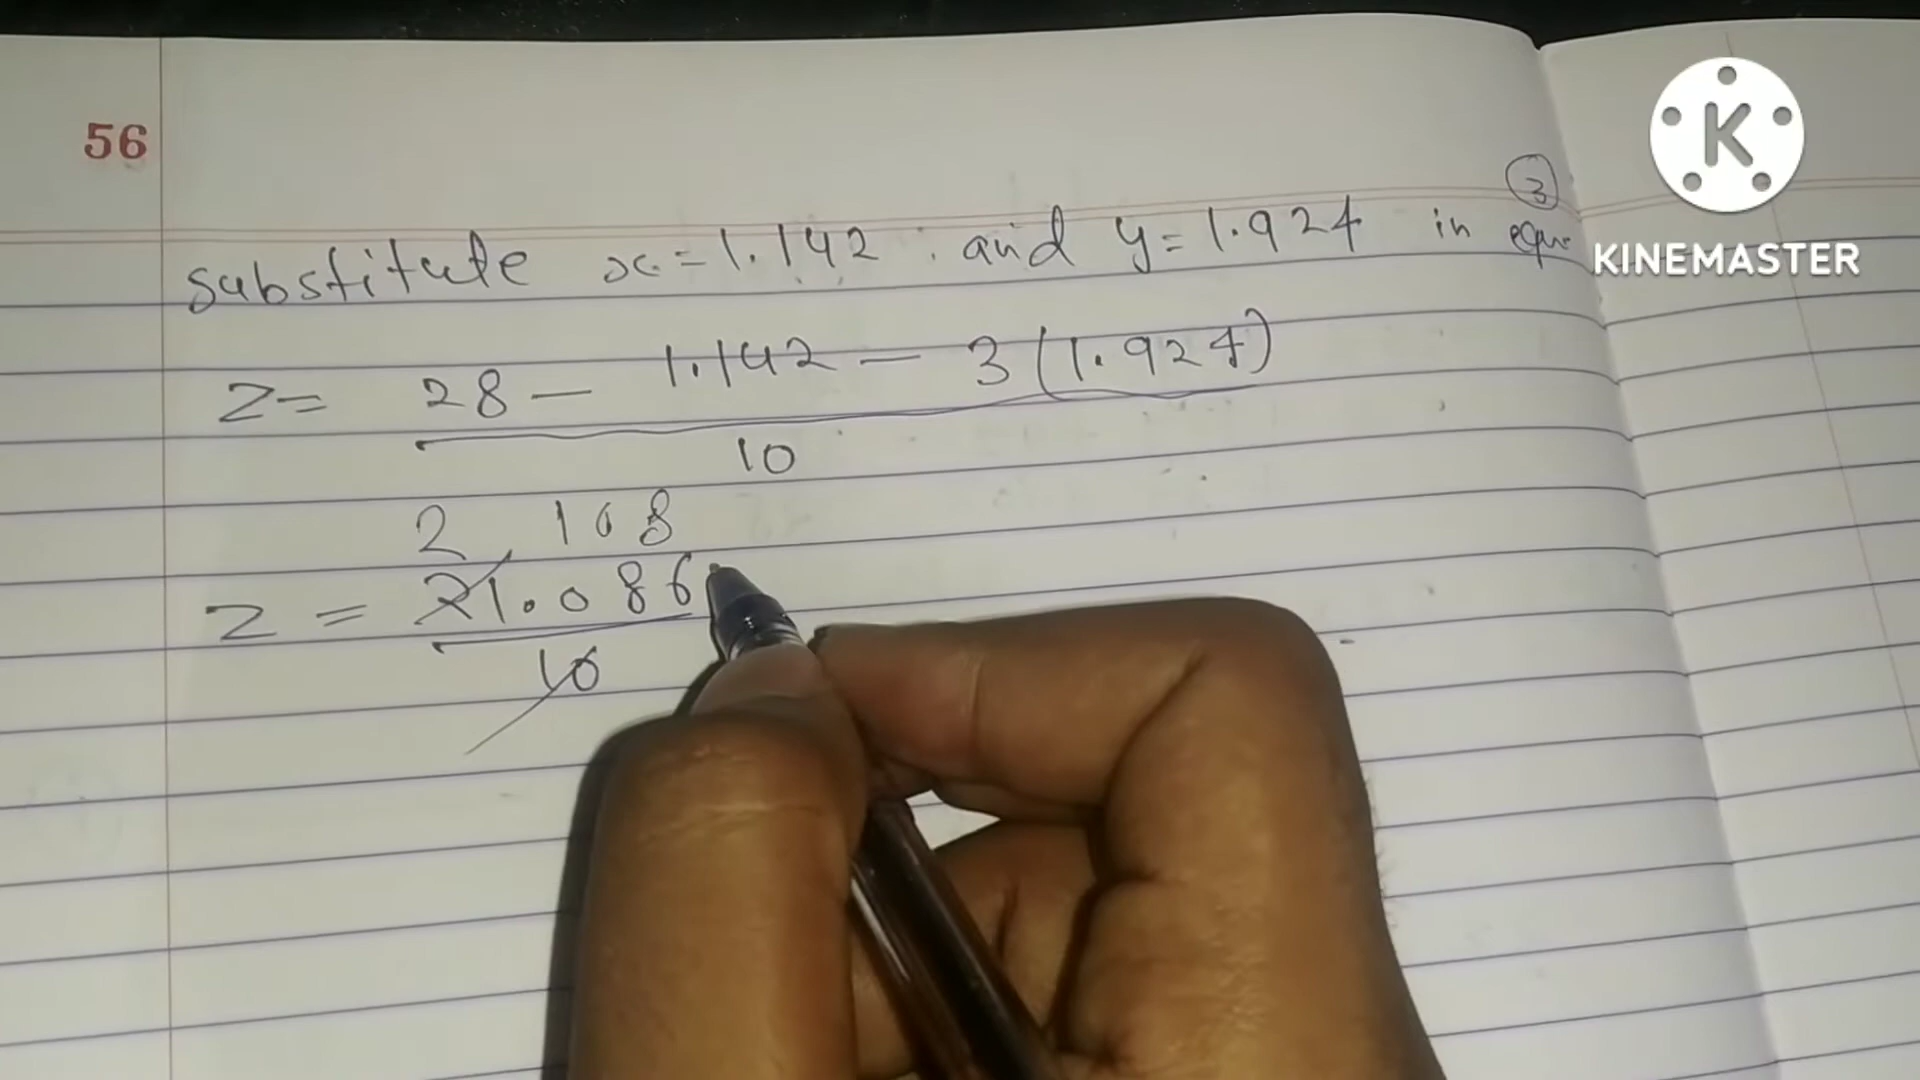 56
③
substitute x=1.142 and y=1.924 in equn
KINEMASTER
z= 28 - 1.142 - 3(1.924)
10
2.108
z = 21.086
10